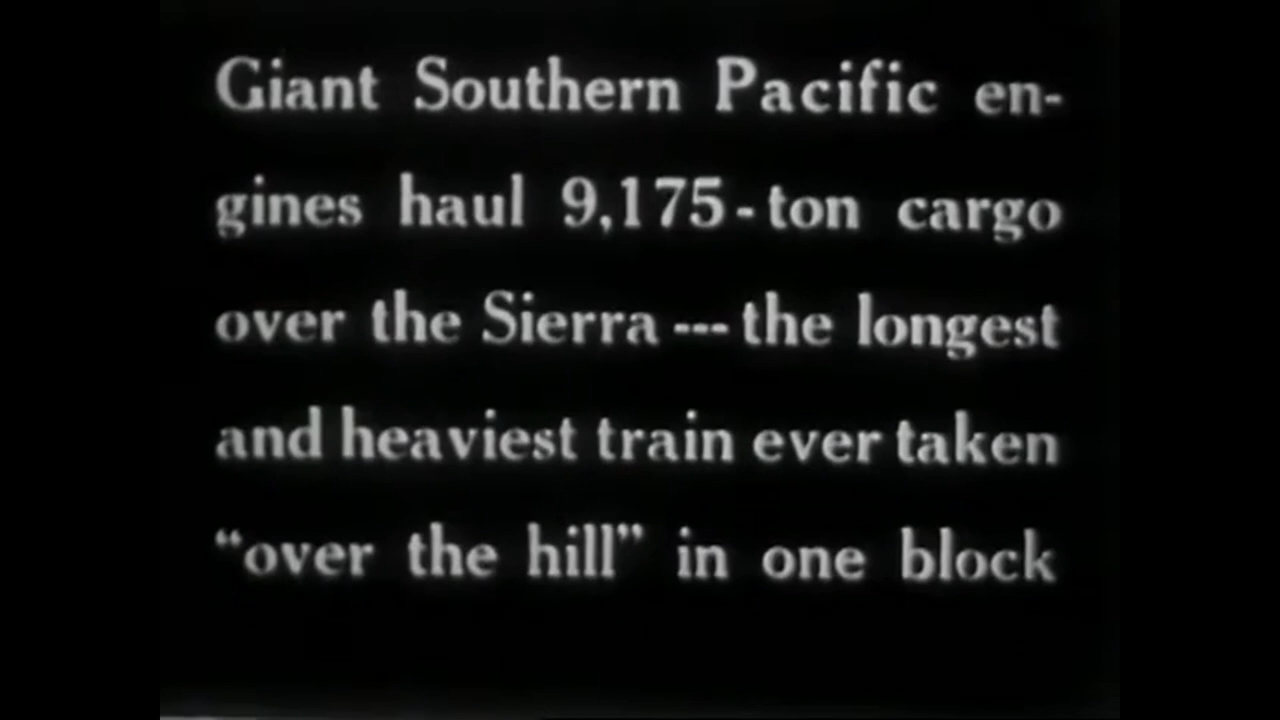 Giant Southern Pacific en-
gines haul 9,175-ton cargo
over the Sierra---the longest
and heaviest train ever taken
“over the hill” in one block